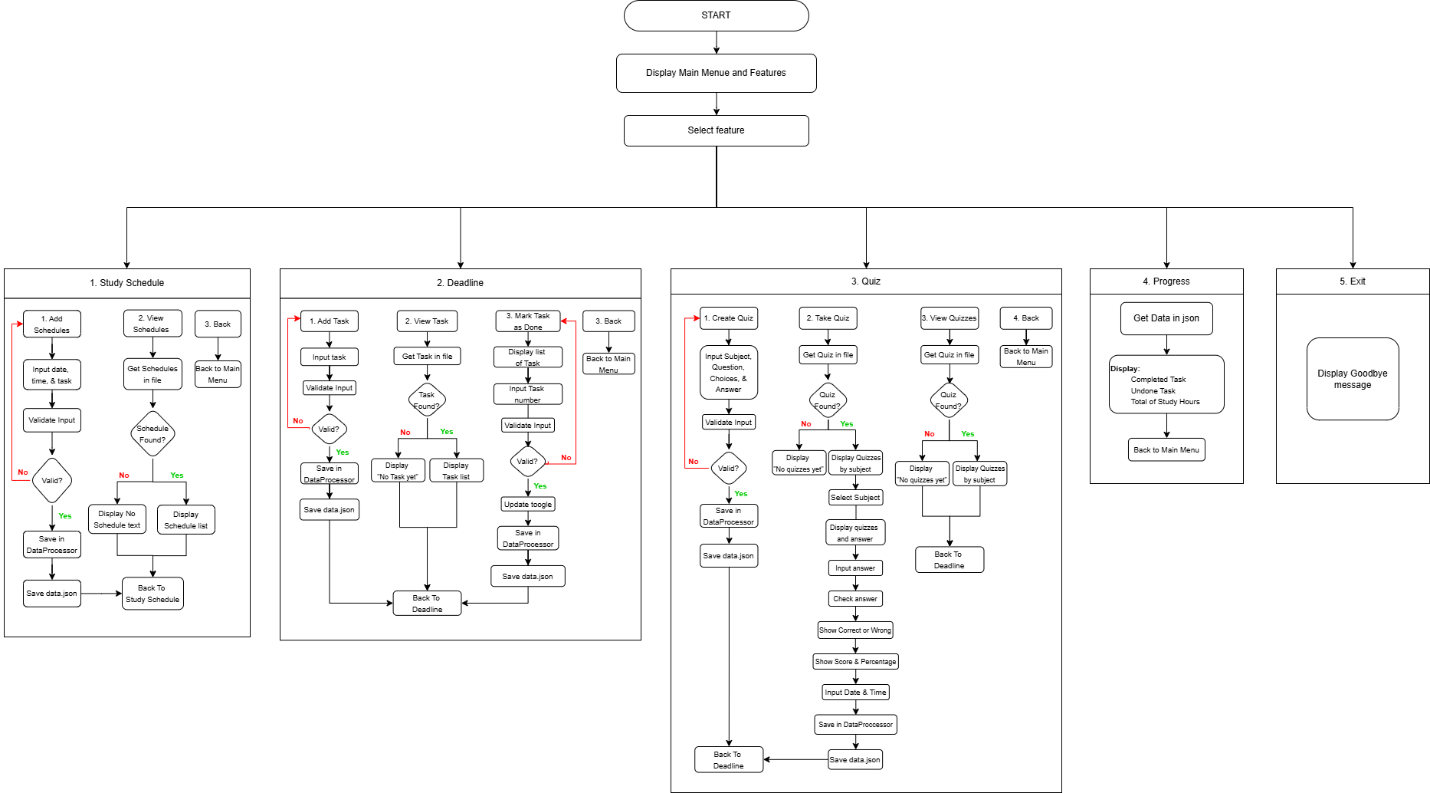 START
Display Main Menue and Features
Select feature
1. Study Schedule
1. Add
Schedules
Input date,
time, & task
Validate Input
Valid?
No
Yes
Save in
DataProcessor
Save data.json
2. View
Schedules
Get Schedules
in file
Schedule
Found?
No
Yes
Display No
Schedule text
Display
Schedule list
Back To
Study Schedule
3. Back
Back to Main
Menu
2. Deadline
1. Add Task
Input task
Validate Input
No
Valid?
Yes
Save in
DataProcessor
Save data.json
2. View Task
Get Task in file
Task
Found?
No
Yes
Display
"No Task yet"
Display
Task list
Back To
Deadline
3. Mark Task
as Done
Display list
of Task
Input Task
number
Validate Input
Valid?
No
Yes
Update toogle
Save in
DataProcessor
Save data.json
3. Back
Back to Main
Menu
3. Quiz
1. Create Quiz
Input Subject,
Question,
Choices, &
Answer
Validate Input
No
Valid?
Yes
Save in
DataProcessor
Save data.json
Back To
Deadline
2. Take Quiz
Get Quiz in file
Quiz
Found?
No
Yes
Display
"No quizzes yet"
Display Quizzes
by subject
Select Subject
Display quizzes
and answer
Input answer
Check answer
Show Correct or Wrong
Show Score & Percentage
Input Date & Time
Save in DataProccessor
Save data.json
3. View Quizzes
Get Quiz in file
Quiz
Found?
No
Yes
Display
"No quizzes yet"
Display Quizzes
by subject
Back To
Deadline
4. Back
Back to Main
Menu
4. Progress
Get Data in json
Display:
Completed Task
Undone Task
Total of Study Hours
Back to Main Menu
5. Exit
Display Goodbye
message